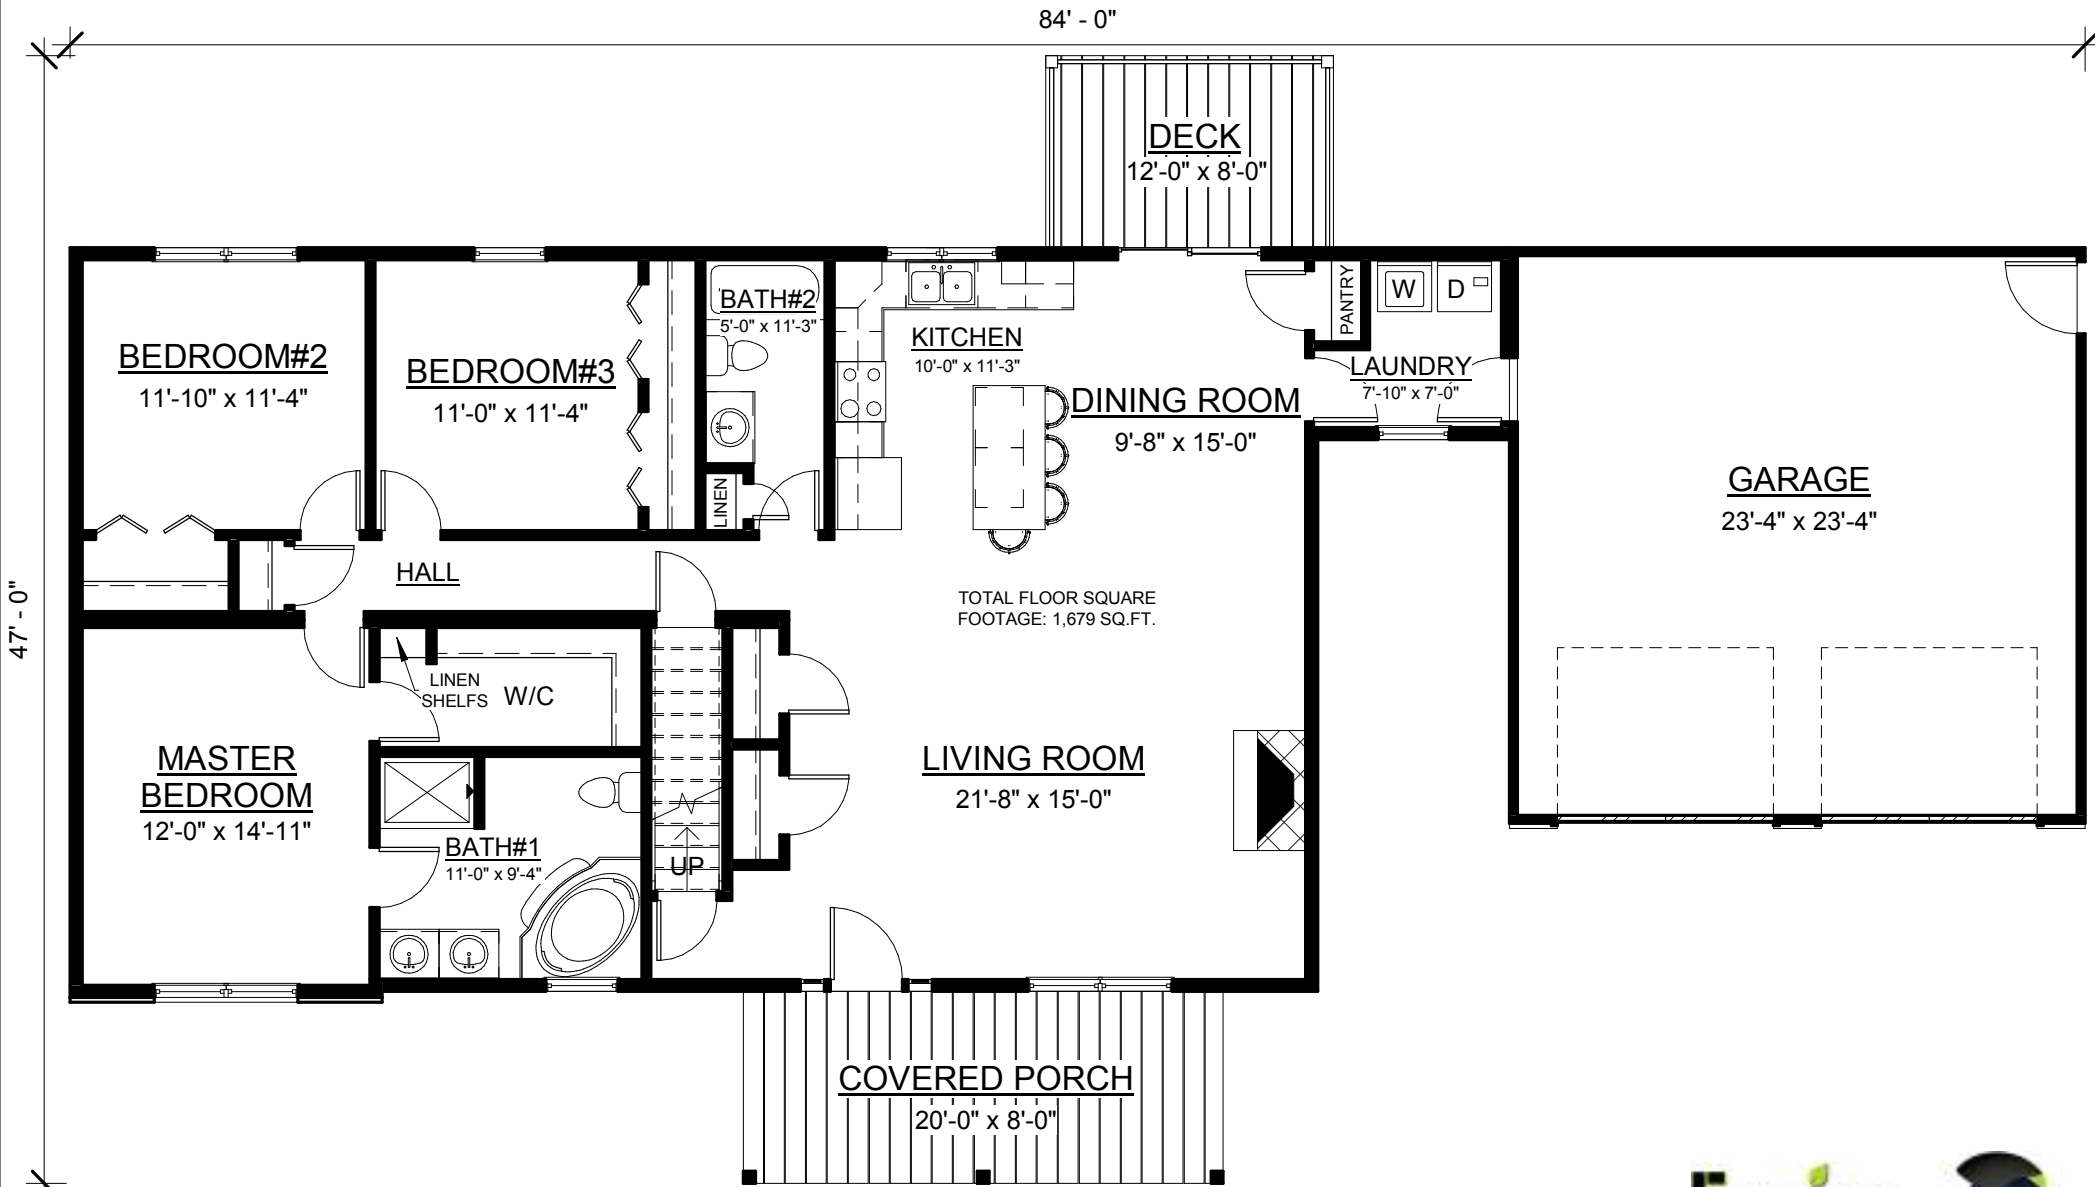 84' - 0"
DECK
12'-0" x 8'-0"
47' - 0"
BEDROOM#2
11'-10" x 11'-4"
BEDROOM#3
11'-0" x 11'-4"
BATH#2
5'-0" x 11'-3"
LINEN
KITCHEN
10'-0" x 11'-3"
DINING ROOM
9'-8" x 15'-0"
PANTRY
W
D
LAUNDRY
7'-10" x 7'-0"
GARAGE
23'-4" x 23'-4"
HALL
TOTAL FLOOR SQUARE
FOOTAGE: 1,679 SQ.FT.
LINEN
SHELFS
W/C
MASTER
BEDROOM
12'-0" x 14'-11"
BATH#1
11'-0" x 9'-4"
UP
LIVING ROOM
21'-8" x 15'-0"
COVERED PORCH
20'-0" x 8'-0"